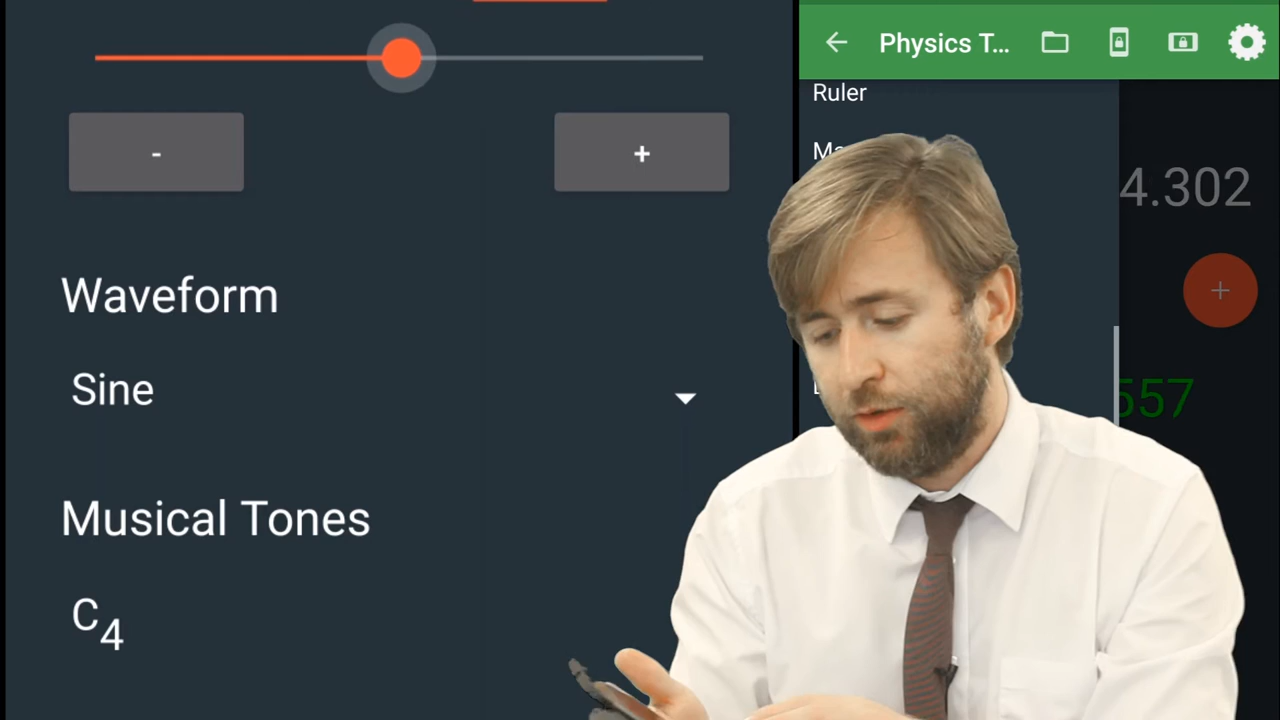 -
+
Waveform
Sine
Musical Tones
C4
Physics T...
Ruler
4.302
+
557